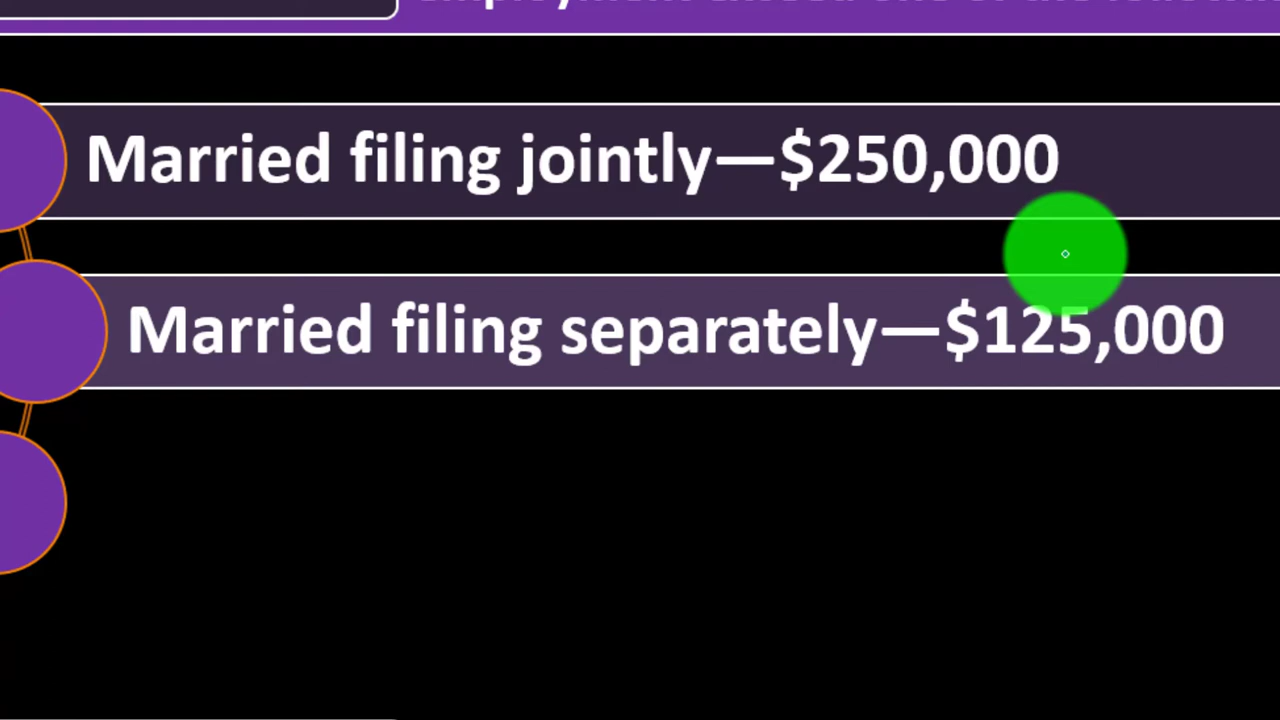 Married filing jointly—$250,000
Married filing separately—$125,000